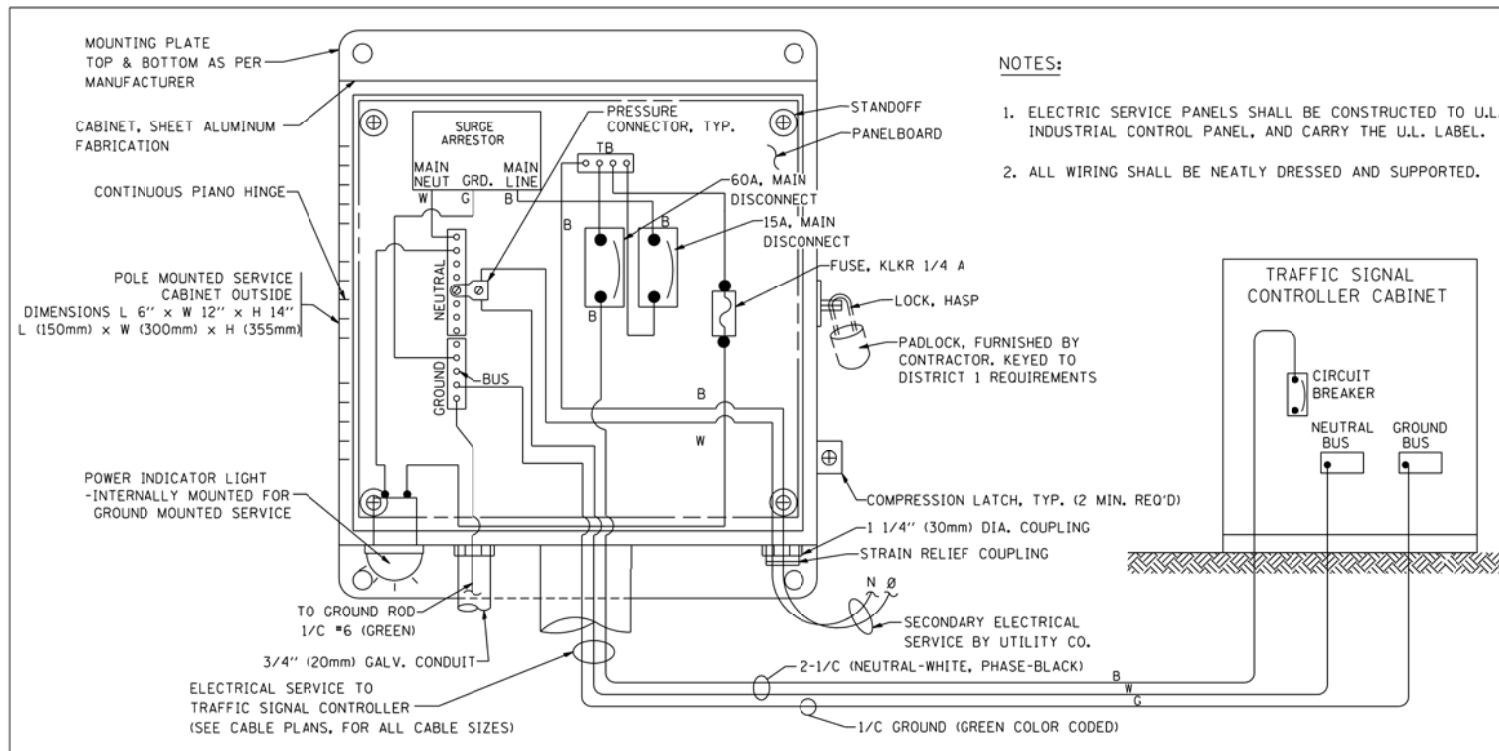 MOUNTING PLATE
TOP & BOTTOM AS PER
MANUFACTURER
CABINET, SHEET ALUMINUM
FABRICATION
CONTINUOUS PIANO HINGE
POLE MOUNTED SERVICE
CABINET OUTSIDE
DIMENSIONS L 6'' x W 12'' x H 14''
L (150mm) x W (300mm) x H (355mm)
POWER INDICATOR LIGHT
-INTERNALLY MOUNTED FOR
GROUND MOUNTED SERVICE
TO GROUND ROD
1/C #6 (GREEN)
3/4'' (20mm) GALV. CONDUIT
ELECTRICAL SERVICE TO
TRAFFIC SIGNAL CONTROLLER
(SEE CABLE PLANS, FOR ALL CABLE SIZES)
SURGE
ARRESTOR
MAIN
NEUT
GRD.
MAIN
LINE
W
G
B
PRESSURE
CONNECTOR, TYP.
TB
NEUTRAL
GROUND
BUS
B
B
B
B
W
STANDOFF
PANELBOARD
60A, MAIN
DISCONNECT
15A, MAIN
DISCONNECT
FUSE, KLKR 1/4 A
LOCK, HASP
PADLOCK, FURNISHED BY
CONTRACTOR. KEYED TO
DISTRICT 1 REQUIREMENTS
COMPRESSION LATCH, TYP. (2 MIN. REQ'D)
1 1/4'' (30mm) DIA. COUPLING
STRAIN RELIEF COUPLING
N Ø
SECONDARY ELECTRICAL
SERVICE BY UTILITY CO.
2-1/C (NEUTRAL-WHITE, PHASE-BLACK)
B
W
G
1/C GROUND (GREEN COLOR CODED)
NOTES:
1. ELECTRIC SERVICE PANELS SHALL BE CONSTRUCTED TO U.L.
INDUSTRIAL CONTROL PANEL, AND CARRY THE U.L. LABEL.
2. ALL WIRING SHALL BE NEATLY DRESSED AND SUPPORTED.
TRAFFIC SIGNAL
CONTROLLER CABINET
CIRCUIT
BREAKER
NEUTRAL
BUS
GROUND
BUS